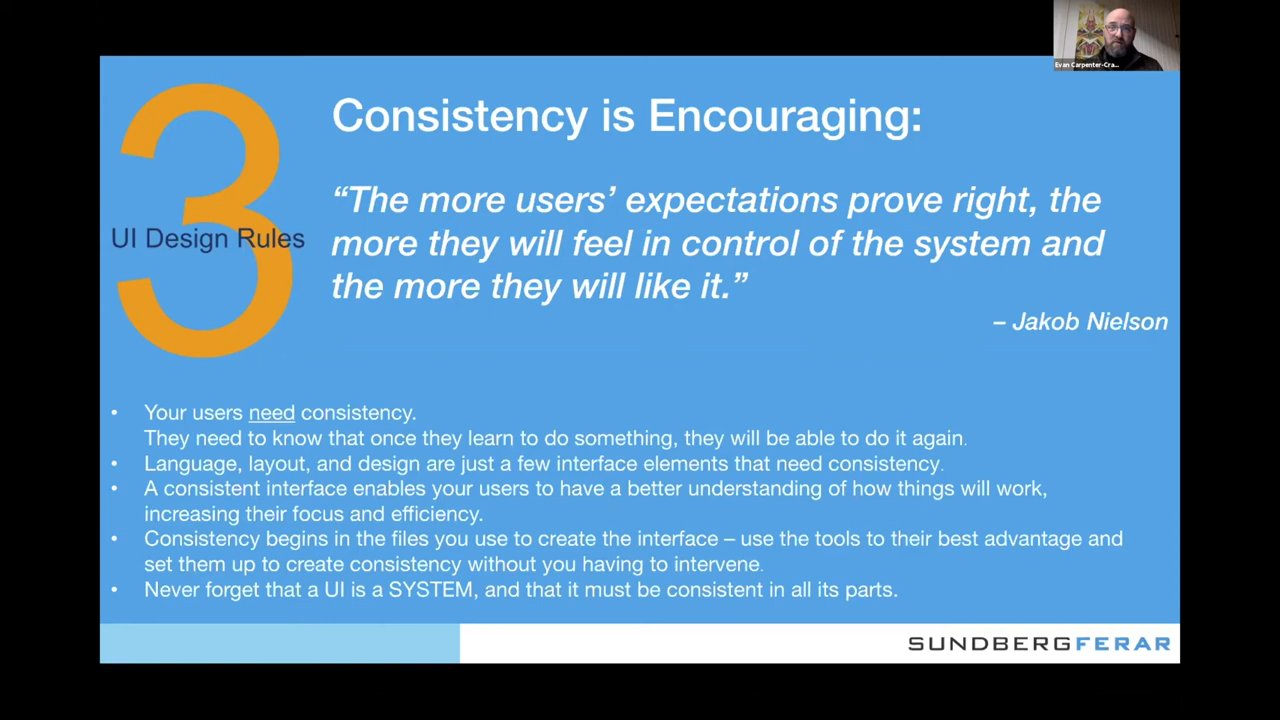 Evan Carpenter-Cra...
3
UI Design Rules
Consistency is Encouraging:
“The more users’ expectations prove right, the
more they will feel in control of the system and
the more they will like it.”
– Jakob Nielson
• Your users need consistency.
They need to know that once they learn to do something, they will be able to do it again.
• Language, layout, and design are just a few interface elements that need consistency.
• A consistent interface enables your users to have a better understanding of how things will work,
increasing their focus and efficiency.
• Consistency begins in the files you use to create the interface – use the tools to their best advantage and
set them up to create consistency without you having to intervene.
• Never forget that a UI is a SYSTEM, and that it must be consistent in all its parts.
SUNDBERGFERAR